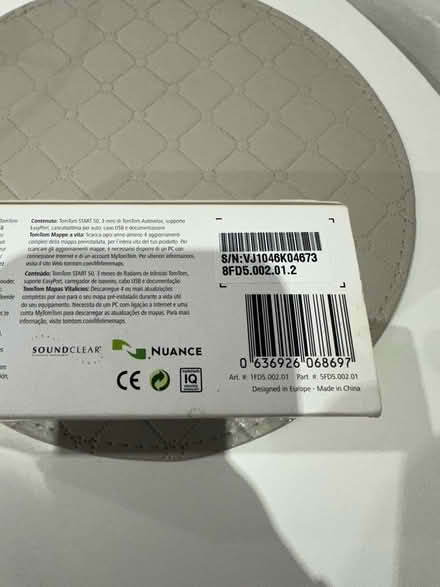 Contenuto: TomTom START 50, 3 mesi di TomTom Autovelox, supporto
EasyPort, caricabatteria per auto, cavo USB e documentazione
TomTom Mappe a vita: Scarica ogni anno almeno 4 aggiornamenti
completi della mappa preinstallata, per l'intera vita del tuo prodotto. Per
scaricare gli aggiornamenti mappe, è necessario disporre di un PC con
connessione Internet e di un account MyTomTom. Per ulteriori informazioni,
visita il sito Web tomtom.com/lifetimemaps.
Conteúdo: TomTom START 50, 3 meses de Radares de trânsito TomTom,
suporte EasyPort, carregador de isqueiro, cabo USB e documentação
TomTom Mapas Vitalícios: Descarregue 4 ou mais atualizações
completas por ano para o seu mapa pré-instalado durante a vida útil
do seu equipamento. Necessita de um PC com ligação à Internet e uma
conta MyTomTom para descarregar as atualizações de mapas. Para mais
informação, visite tomtom.com/lifetimemaps.
SOUNDCLEAR
NUANCE
CE
IQ
S/N:VJ1046K04673
8FD5.002.01.2
0 636926 068697
Art. #: 1FD5.002.01 Part. #: 5FD5.002.01
Designed in Europe - Made in China